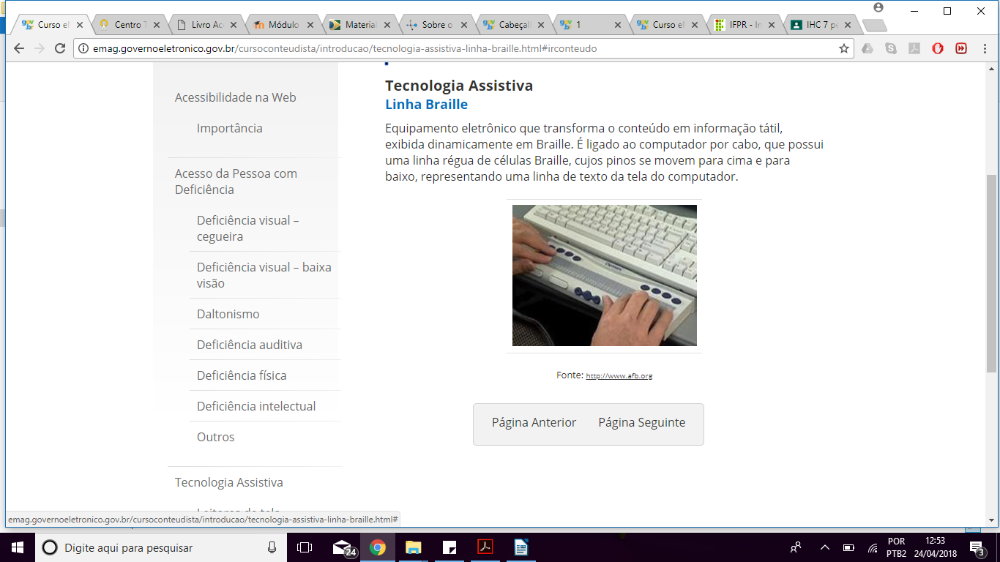 Curso el
Centro T
Livro Ac
Módulo
Material
Sobre o
Cabeçal
1
Curso el
IFPR - In
IHC 7 pe
emag.governoeletronico.gov.br/cursoconteudista/introducao/tecnologia-assistiva-linha-braille.html#irconteudo
Acessibilidade na Web
Importância
Acesso da Pessoa com
Deficiência
Deficiência visual –
cegueira
Deficiência visual – baixa
visão
Daltonismo
Deficiência auditiva
Deficiência física
Deficiência intelectual
Outros
Tecnologia Assistiva
Leitores de tela
Tecnologia Assistiva
Linha Braille
Equipamento eletrônico que transforma o conteúdo em informação tátil,
exibida dinamicamente em Braille. É ligado ao computador por cabo, que possui
uma linha régua de células Braille, cujos pinos se movem para cima e para
baixo, representando uma linha de texto da tela do computador.
Fonte: http://www.afb.org
Página Anterior Página Seguinte
emag.governoeletronico.gov.br/cursoconteudista/introducao/tecnologia-assistiva-linha-braille.html#
Digite aqui para pesquisar
24
POR
PTB2
12:53
24/04/2018
3